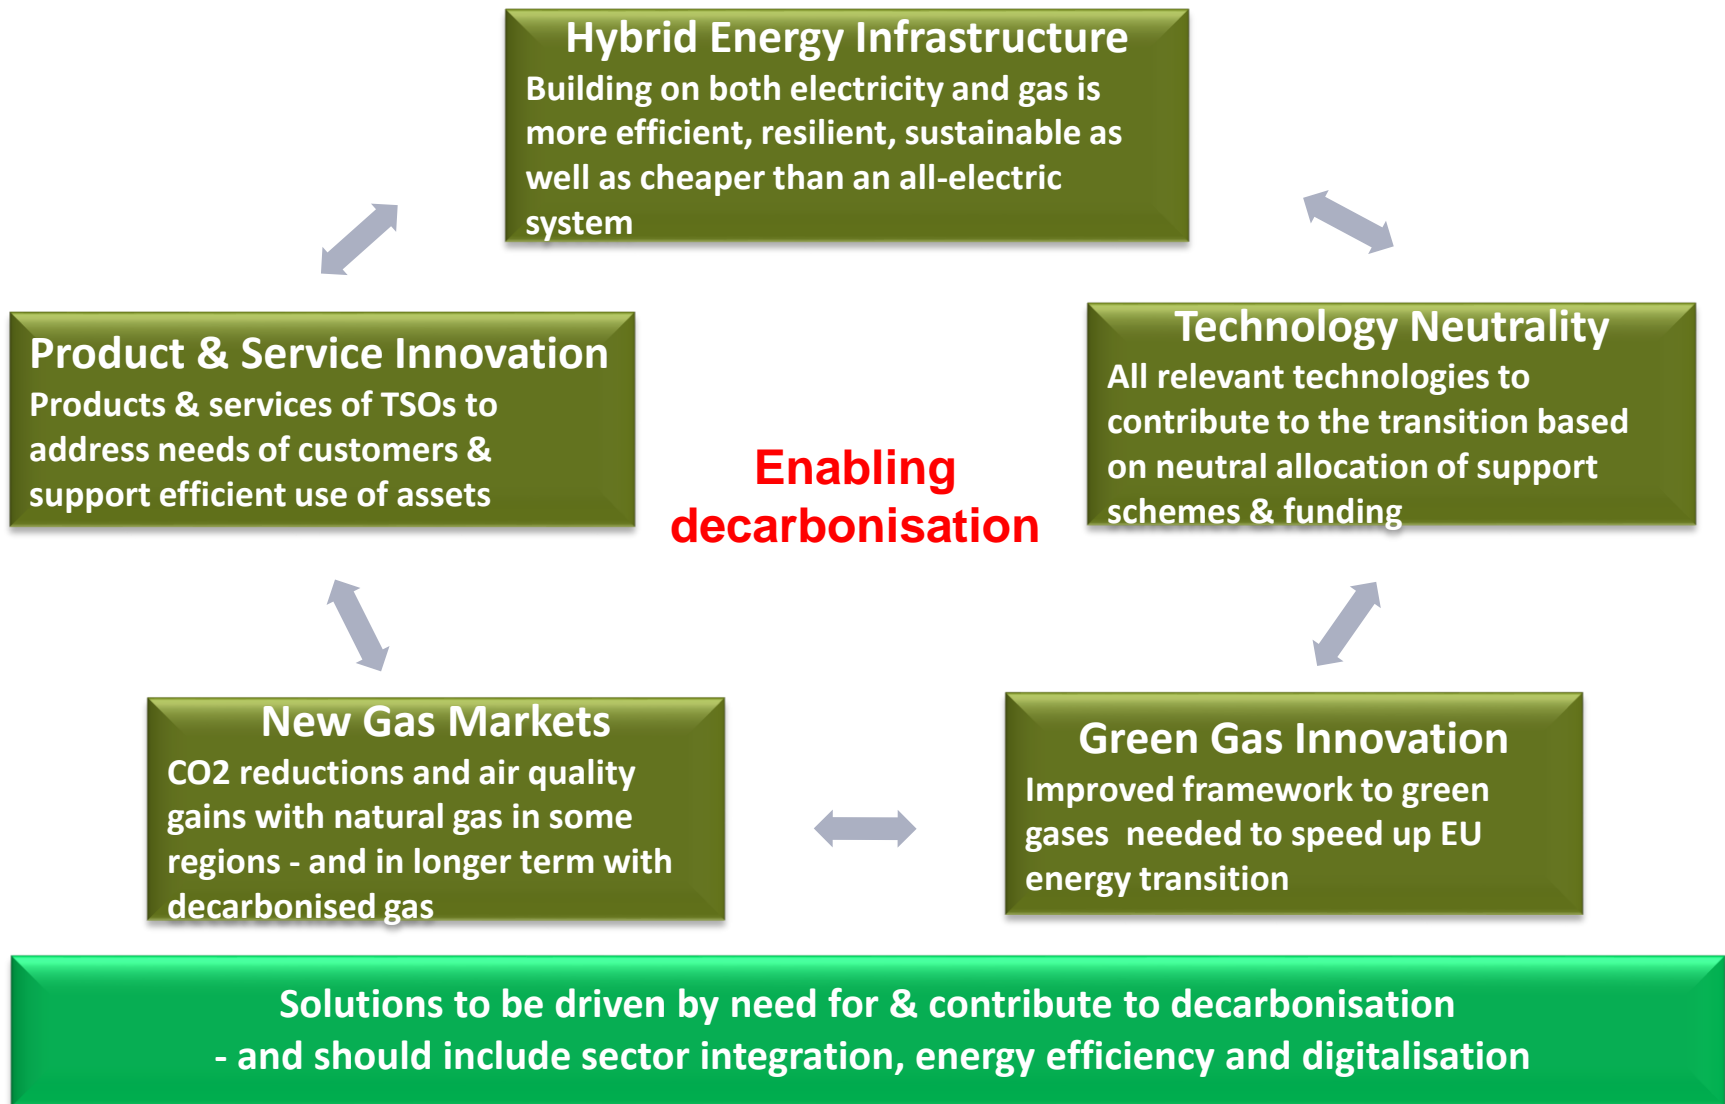 Hybrid Energy Infrastructure
Building on both electricity and gas is
more efficient, resilient, sustainable as
well as cheaper than an all-electric
system
Product & Service Innovation
Products & services of TSOs to
address needs of customers &
support efficient use of assets
Technology Neutrality
All relevant technologies to
contribute to the transition based
on neutral allocation of support
schemes & funding
Enabling
decarbonisation
New Gas Markets
CO2 reductions and air quality
gains with natural gas in some
regions - and in longer term with
decarbonised gas
Green Gas Innovation
Improved framework to green
gases  needed to speed up EU
energy transition
Solutions to be driven by need for & contribute to decarbonisation
- and should include sector integration, energy efficiency and digitalisation